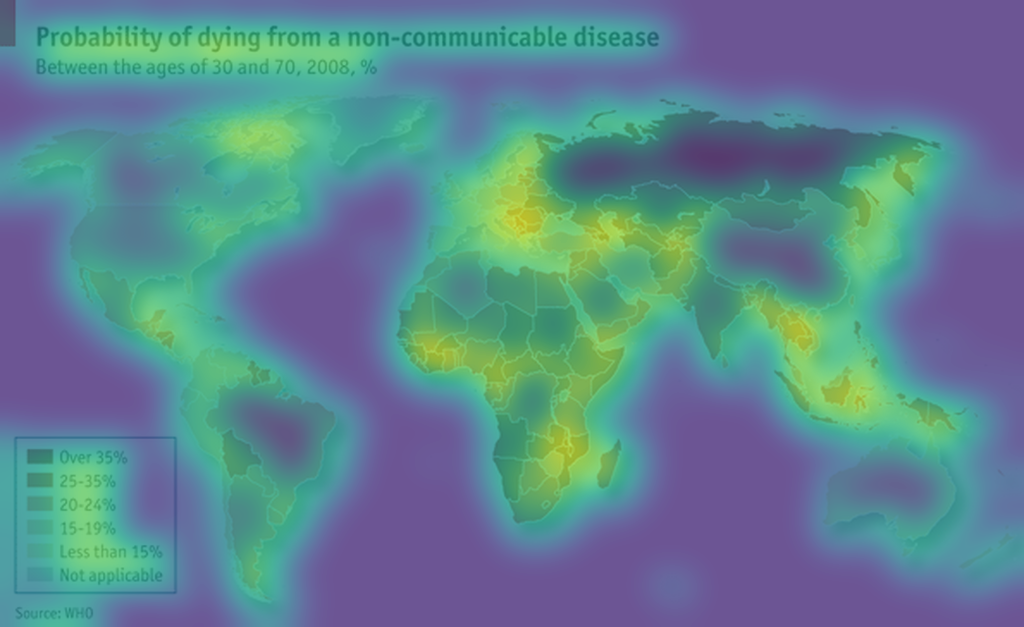 Probability of dying from a non-communicable disease
Between the ages of 30 and 70, 2008, %
Over 35%
25-35%
20-24%
15-19%
Less than 15%
Not applicable
Source: WHO